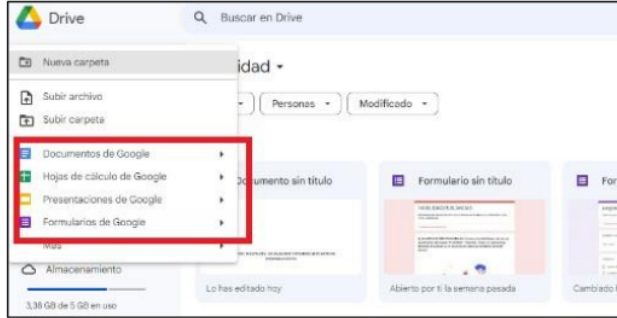 Drive
Buscar en Drive
Nueva carpeta
Subir archivo
Subir carpeta
Documentos de Google
Hojas de cálculo de Google
Presentaciones de Google
Formularios de Google
Más
Almacenamiento
3,38 GB de 5 GB en uso
idad
Personas
Modificado
Documento sin título
Lo has editado hoy
Formulario sin título
Abierto por ti la semana pasada
For
Cambiado